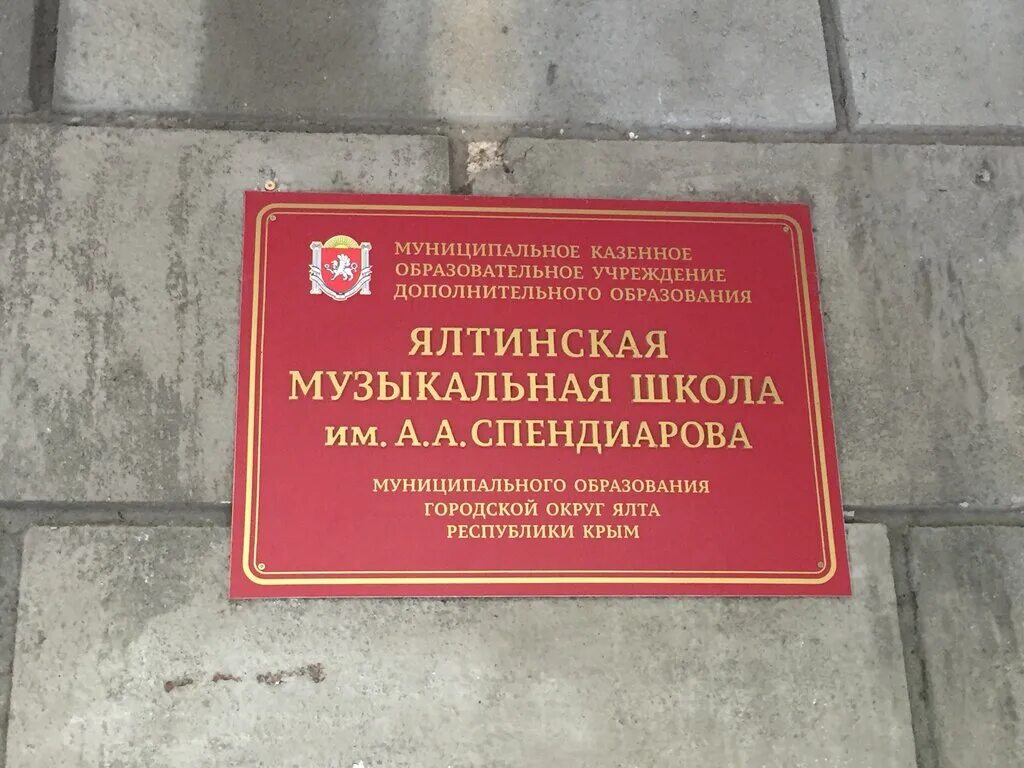 МУНИЦИПАЛЬНОЕ КАЗЕННОЕ
ОБРАЗОВАТЕЛЬНОЕ УЧРЕЖДЕНИЕ
ДОПОЛНИТЕЛЬНОГО ОБРАЗОВАНИЯ
ЯЛТИНСКАЯ
МУЗЫКАЛЬНАЯ ШКОЛА
им. А.А. СПЕНДИАРОВА
МУНИЦИПАЛЬНОГО ОБРАЗОВАНИЯ
ГОРОДСКОЙ ОКРУГ ЯЛТА
РЕСПУБЛИКИ КРЫМ